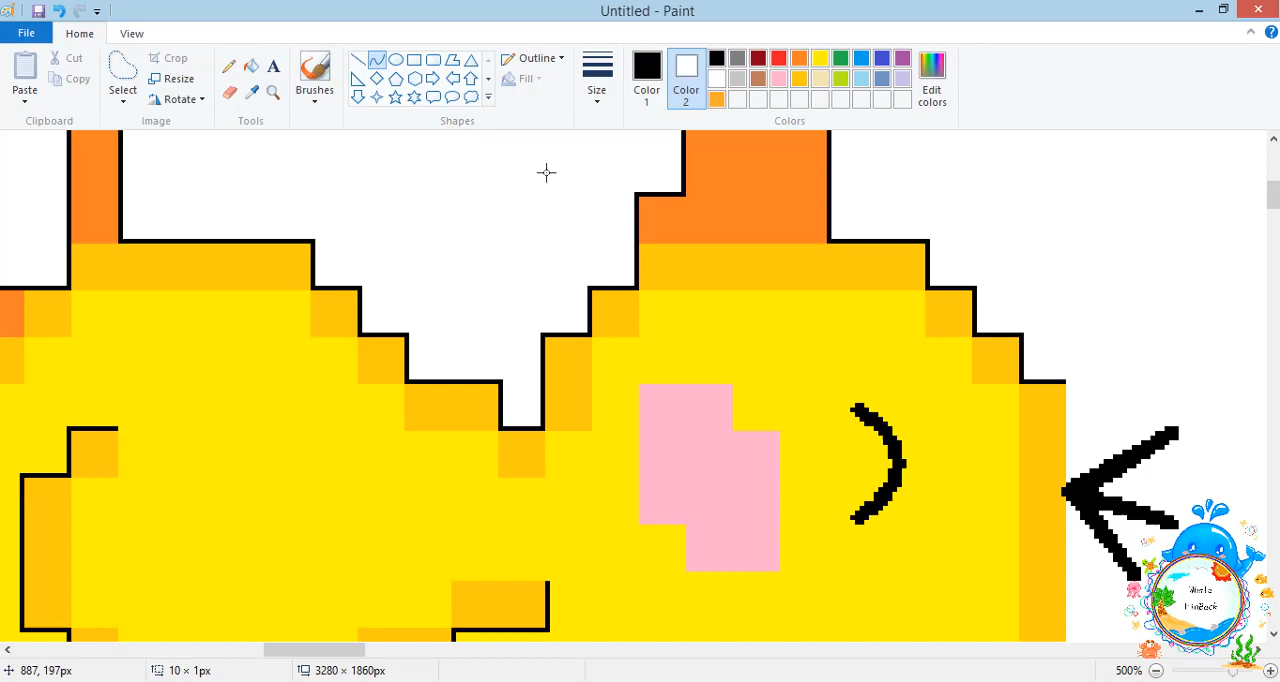 Untitled - Paint
File
Home
View
Paste
Cut
Copy
Clipboard
Select
Crop
Resize
Rotate
Image
A
Tools
Brushes
Shapes
Outline
Fill
Size
Color 1
Color 2
Edit colors
Colors
887, 197px
10 × 1px
3280 × 1860px
500%